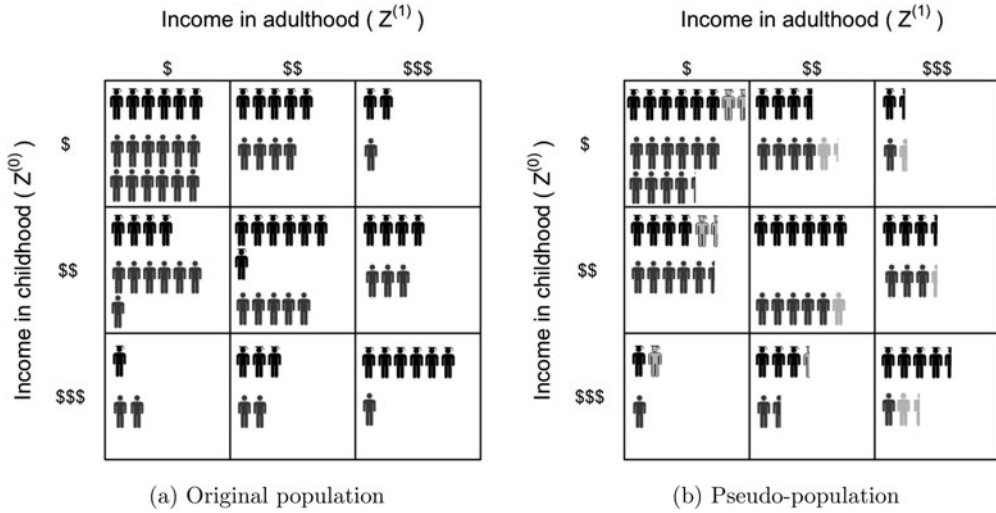 Income in adulthood ( Z(1) )
$ $$ $$$
Income in childhood ( Z(0) )
$
$$
$$$
(a) Original population
Income in adulthood ( Z(1) )
$ $$ $$$
Income in childhood ( Z(0) )
$
$$
$$$
(b) Pseudo-population